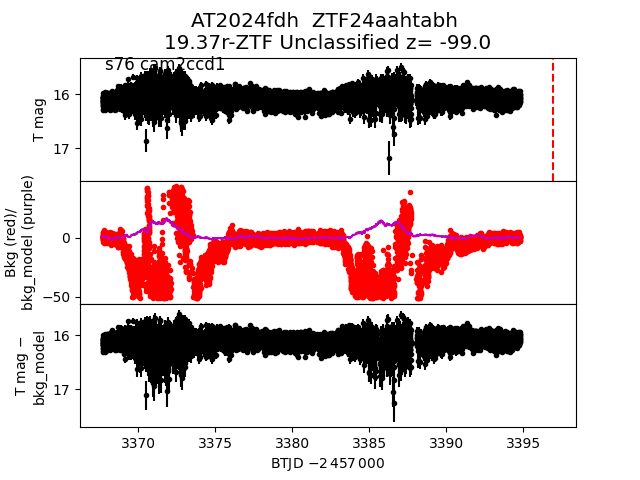 AT2024fdh  ZTF24aahtabh
19.37r-ZTF Unclassified z= -99.0
s76 cam2ccd1
16
17
T mag
0
−50
Bkg (red)/
bkg_model (purple)
16
17
T mag −
bkg_model
3370
3375
3380
3385
3390
3395
BTJD −2 457 000